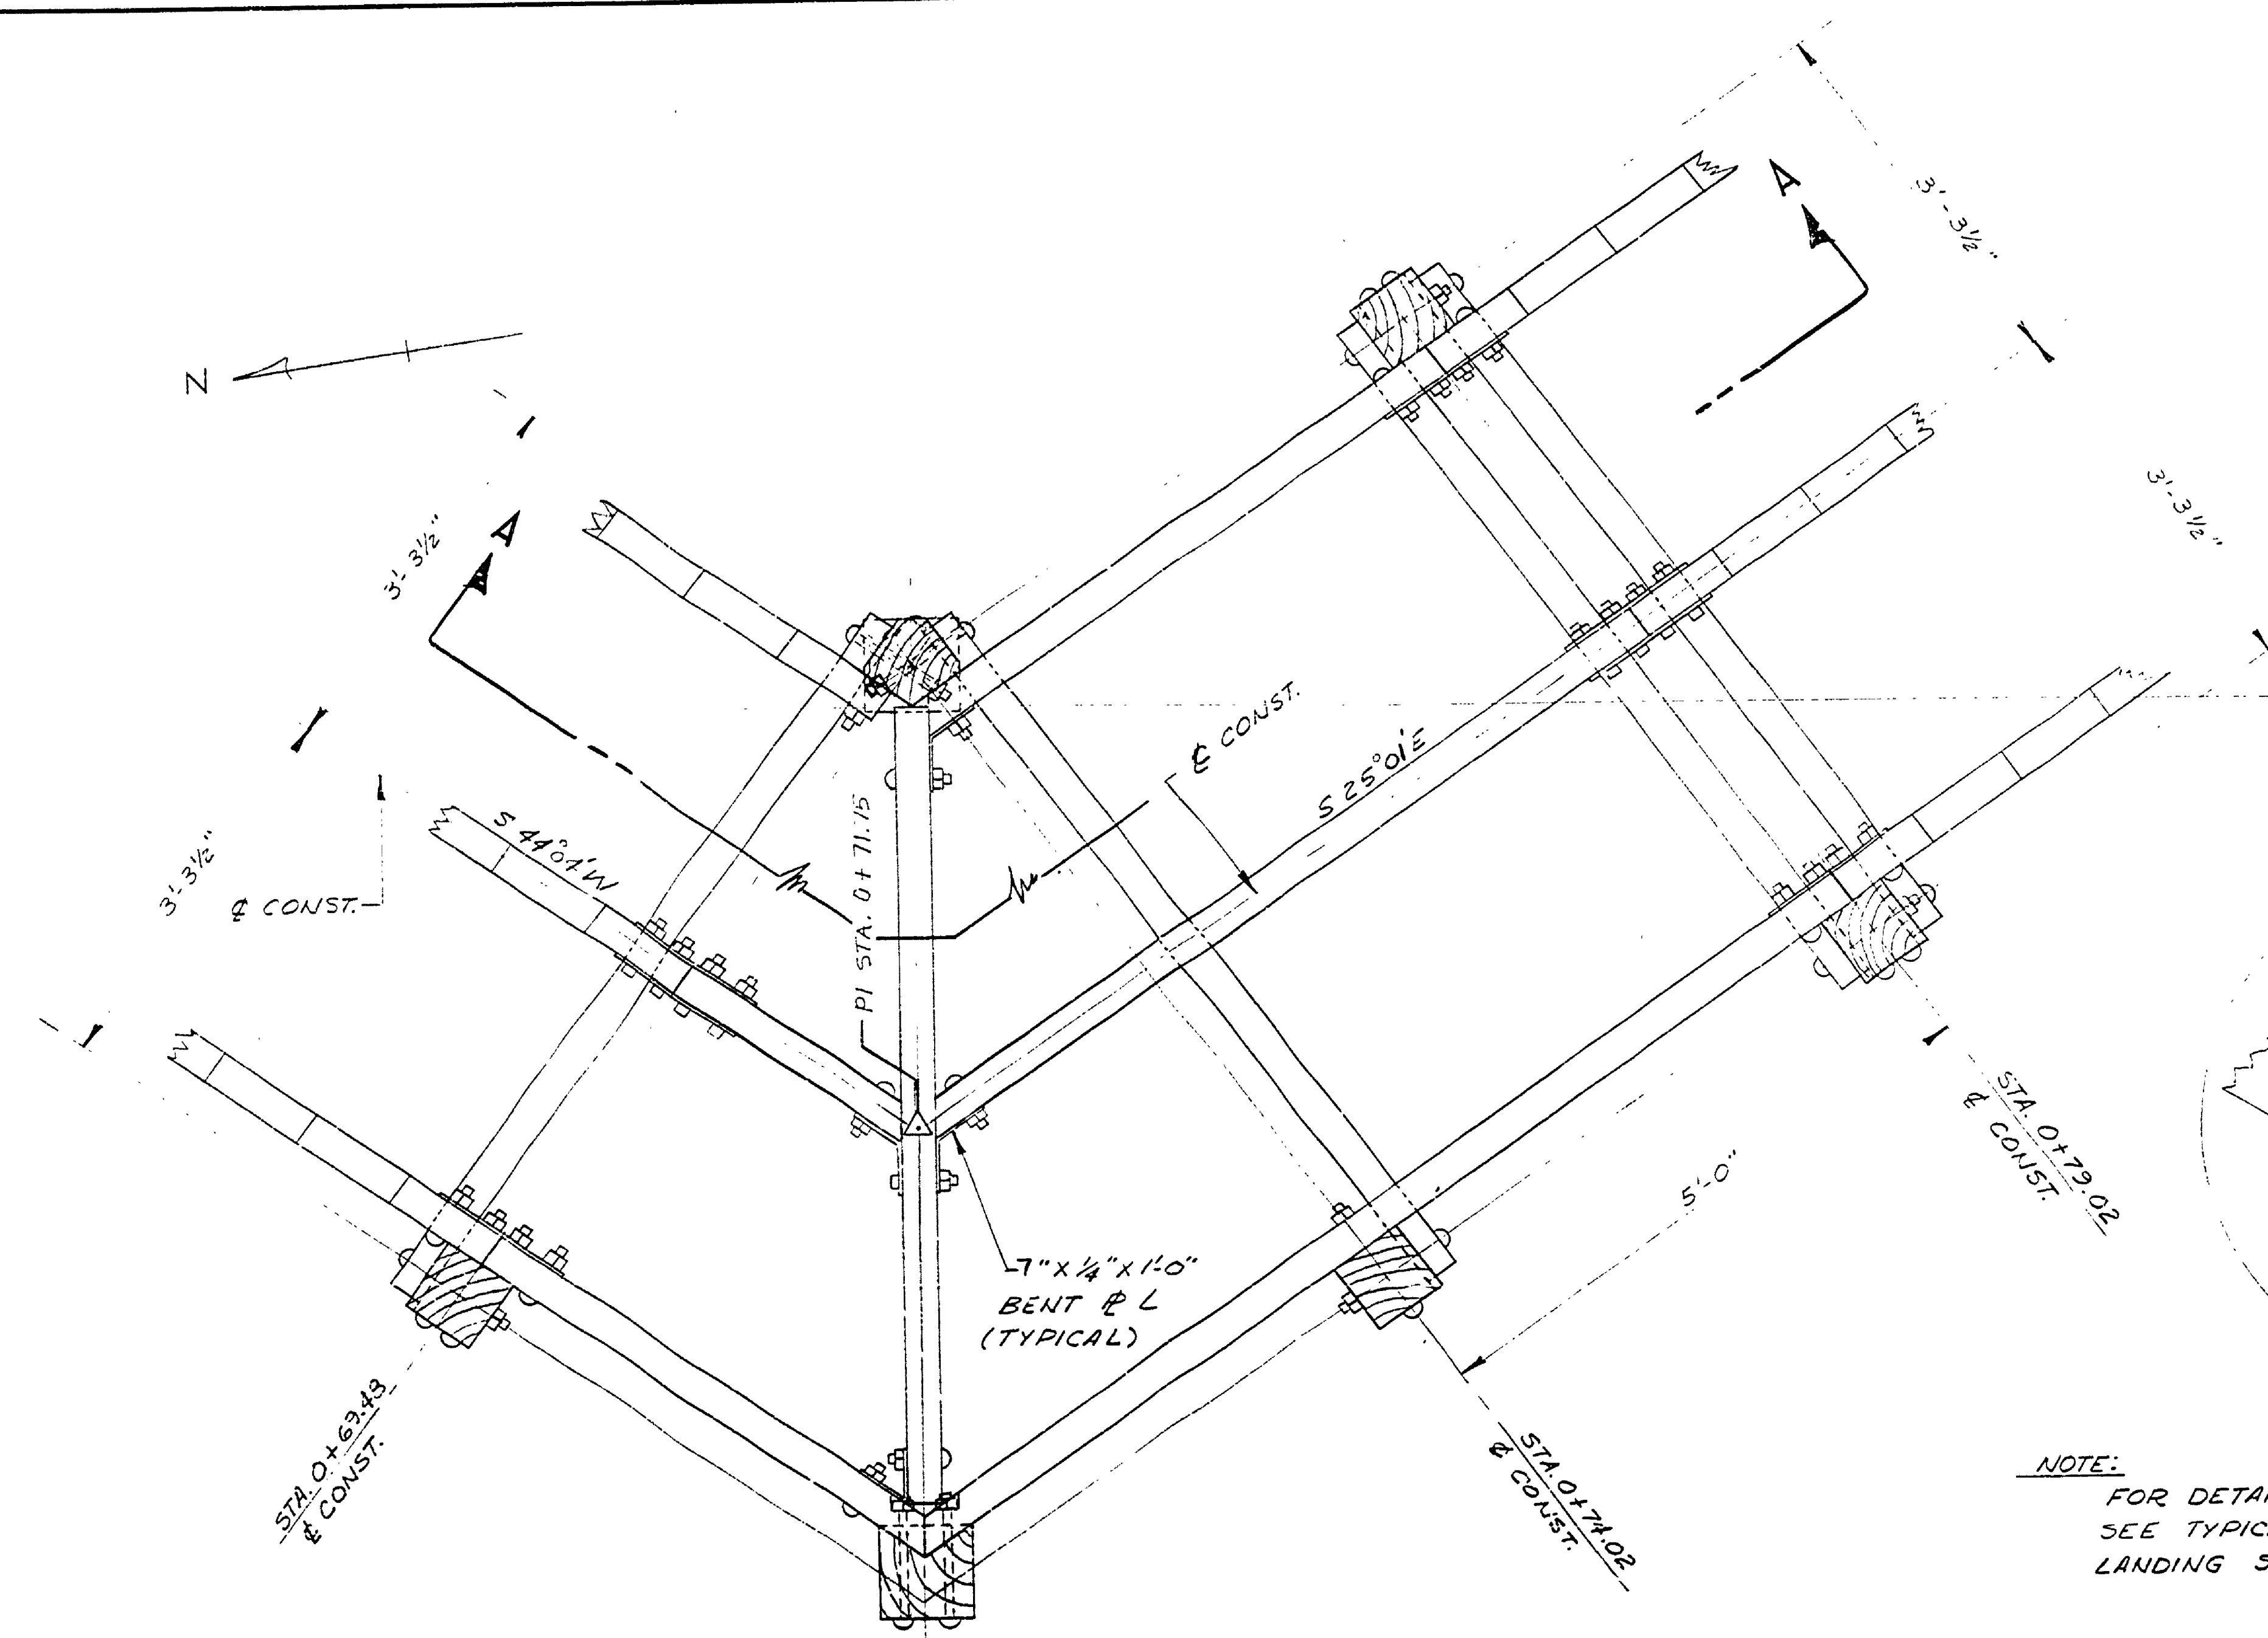 3'-3½"
A
N
A
3'-3½"
3'-3½"
3'-3½"
℄ CONST.
S 25°01'E
S 44°07'W
PI STA. 0+71.15
℄ CONST.
STA. 0+79.02
℄ CONST.
5'-0"
7"X¼"X1'-0"
BENT ⅊ L
(TYPICAL)
STA. 0+69.43
℄ CONST.
STA. 0+74.02
℄ CONST.
NOTE:
FOR DETAI
SEE TYPIC
LANDING S